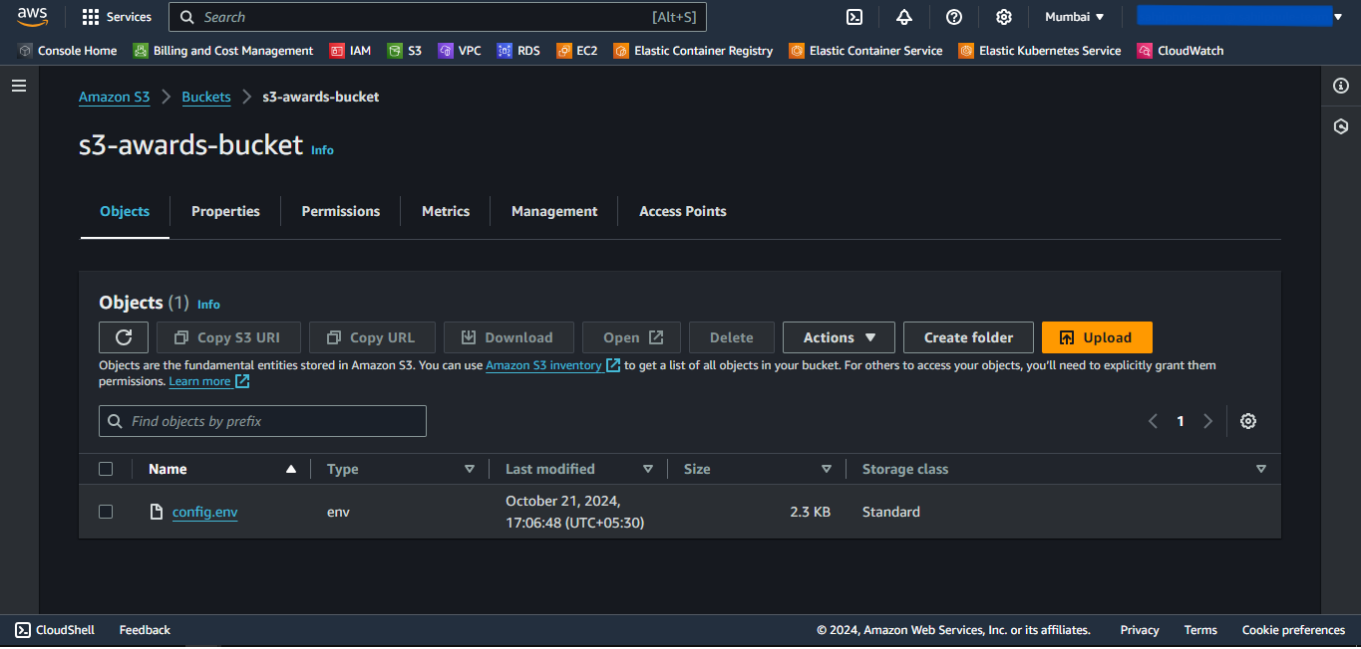 aws Services Search [Alt+S] Mumbai
Console Home Billing and Cost Management IAM S3 VPC RDS EC2 Elastic Container Registry Elastic Container Service Elastic Kubernetes Service CloudWatch
Amazon S3 > Buckets > s3-awards-bucket
s3-awards-bucket Info
Objects Properties Permissions Metrics Management Access Points
Objects (1) Info
Copy S3 URI Copy URL Download Open Delete Actions Create folder Upload
Objects are the fundamental entities stored in Amazon S3. You can use Amazon S3 inventory to get a list of all objects in your bucket. For others to access your objects, you'll need to explicitly grant them
permissions. Learn more
Find objects by prefix 1
Name Type Last modified Size Storage class
config.env env October 21, 2024, 2.3 KB Standard
17:06:48 (UTC+05:30)
CloudShell Feedback © 2024, Amazon Web Services, Inc. or its affiliates. Privacy Terms Cookie preferences